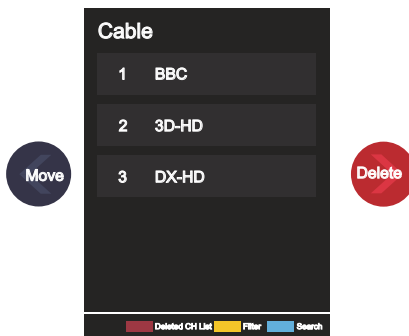 Cable
1 BBC
2 3D-HD
3 DX-HD
Move
Delete
Deleted CH List Filter Search